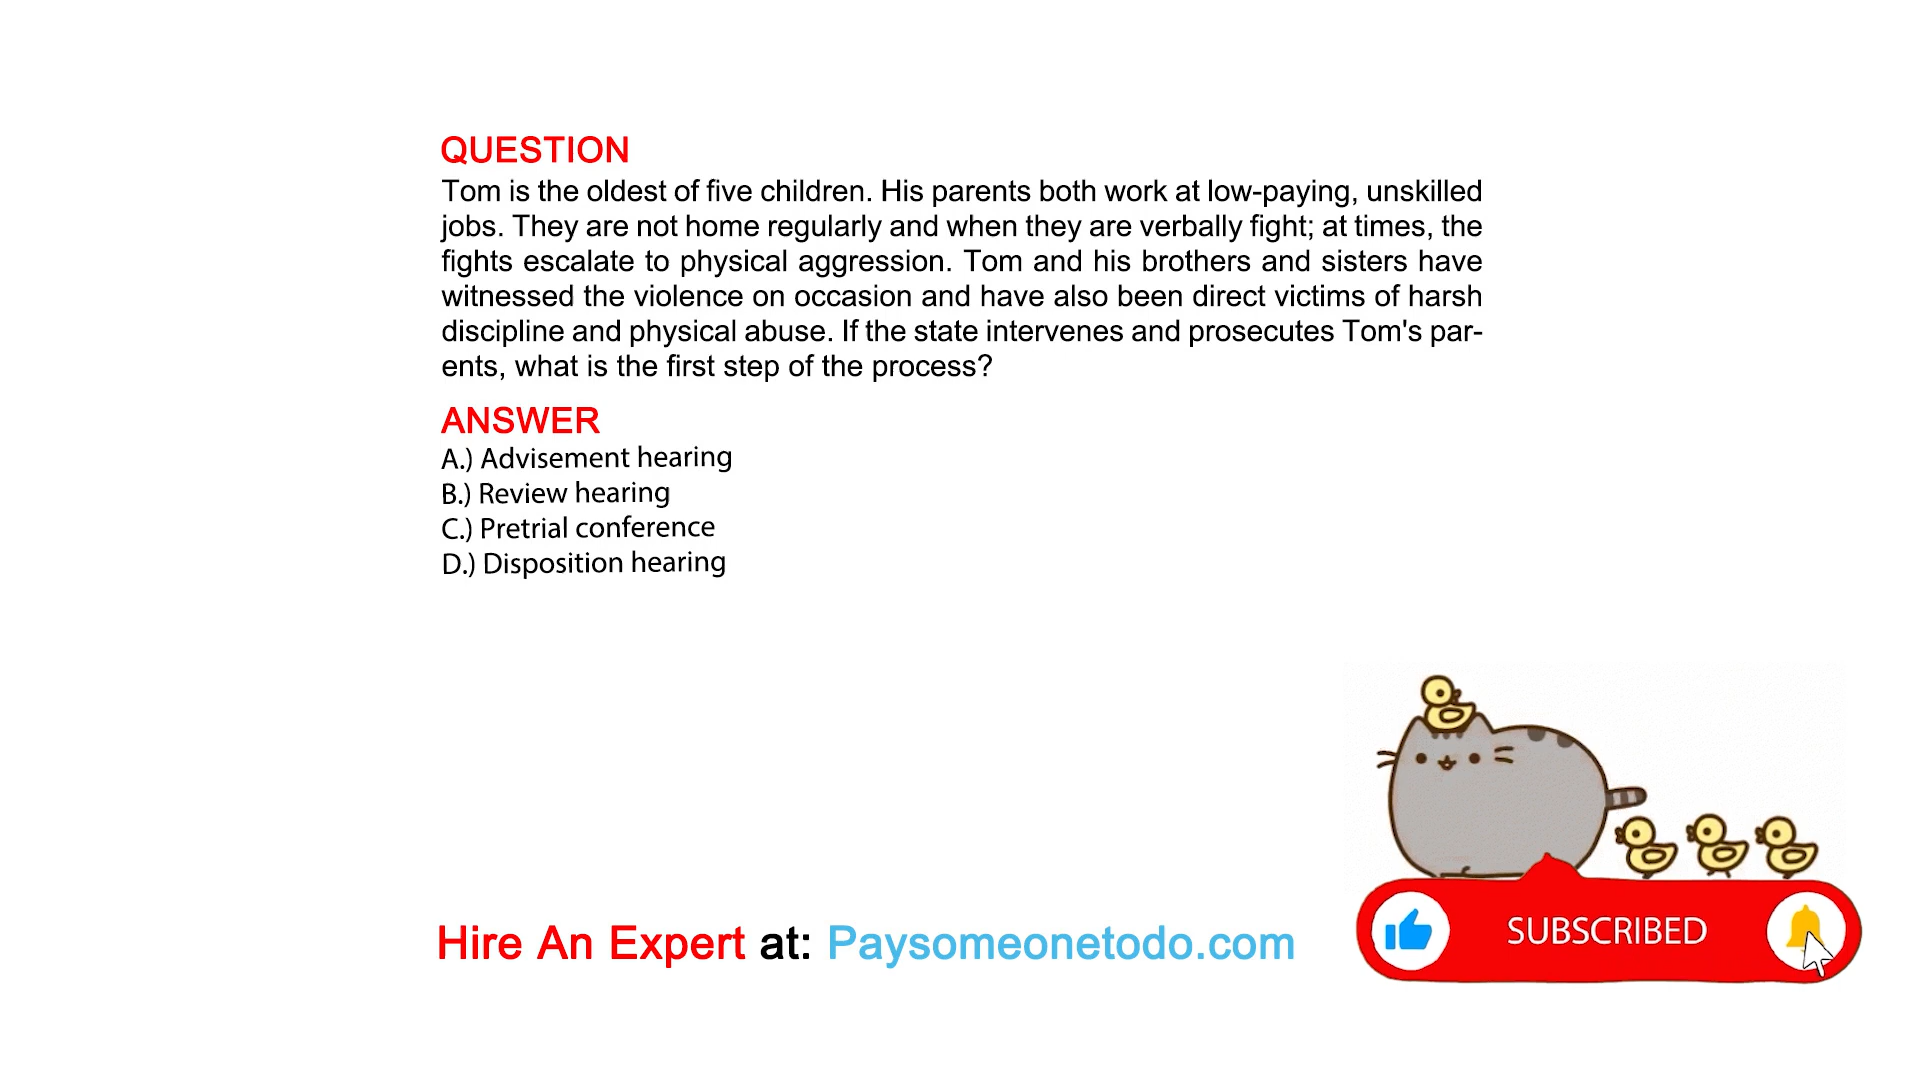 QUESTION
Tom is the oldest of five children. His parents both work at low-paying, unskilled
jobs. They are not home regularly and when they are verbally fight; at times, the
fights escalate to physical aggression. Tom and his brothers and sisters have
witnessed the violence on occasion and have also been direct victims of harsh
discipline and physical abuse. If the state intervenes and prosecutes Tom's par-
ents, what is the first step of the process?
ANSWER
A.) Advisement hearing
B.) Review hearing
C.) Pretrial conference
D.) Disposition hearing
Hire An Expert at: Paysomeonetodo.com
SUBSCRIBED